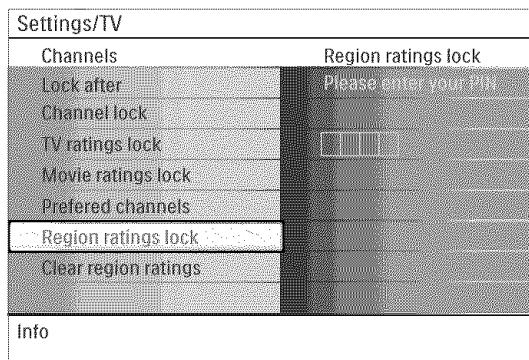 Settings/TV
Channels
Lock after
Channel lock
TV ratings lock
Movie ratings lock
Prefered channels
Region ratings lock
Clear region ratings
Region ratings lock
Please enter your PIN
Info